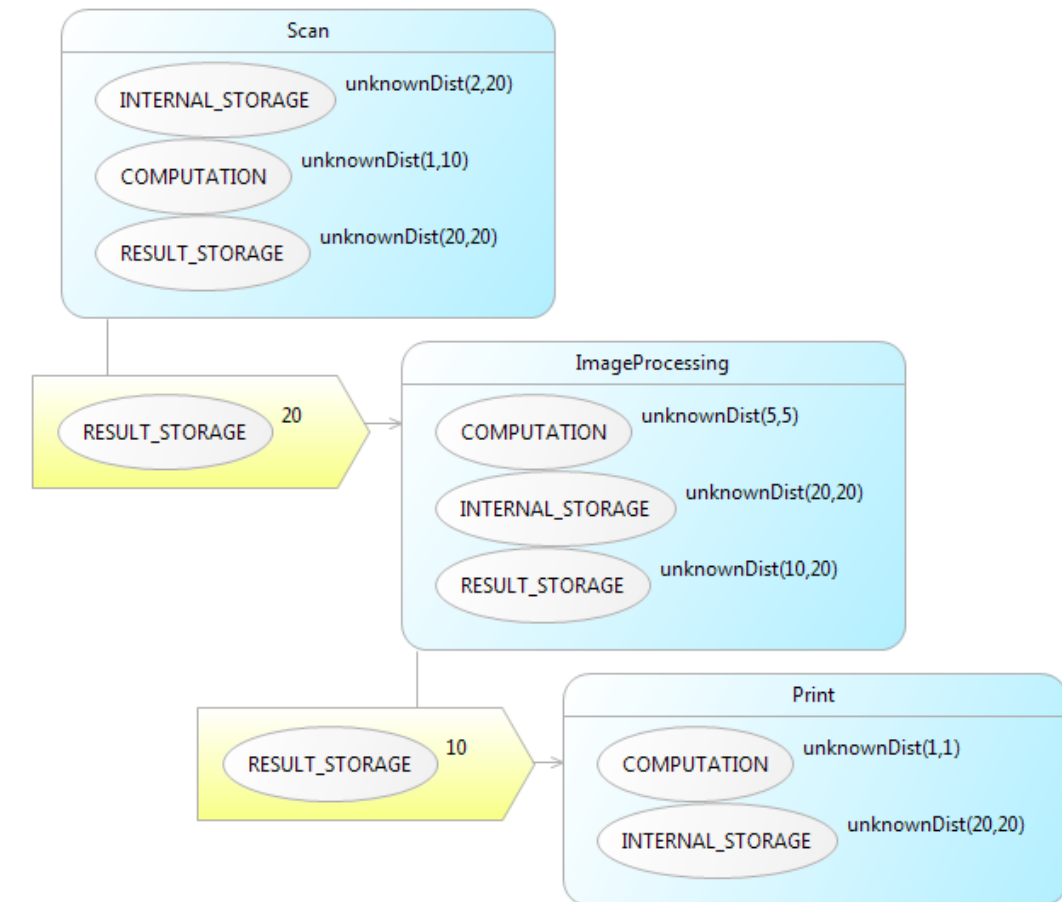 Scan
INTERNAL_STORAGE unknownDist(2,20)
COMPUTATION unknownDist(1,10)
RESULT_STORAGE unknownDist(20,20)
RESULT_STORAGE 20
ImageProcessing
COMPUTATION unknownDist(5,5)
INTERNAL_STORAGE unknownDist(20,20)
RESULT_STORAGE unknownDist(10,20)
RESULT_STORAGE 10
Print
COMPUTATION unknownDist(1,1)
INTERNAL_STORAGE unknownDist(20,20)